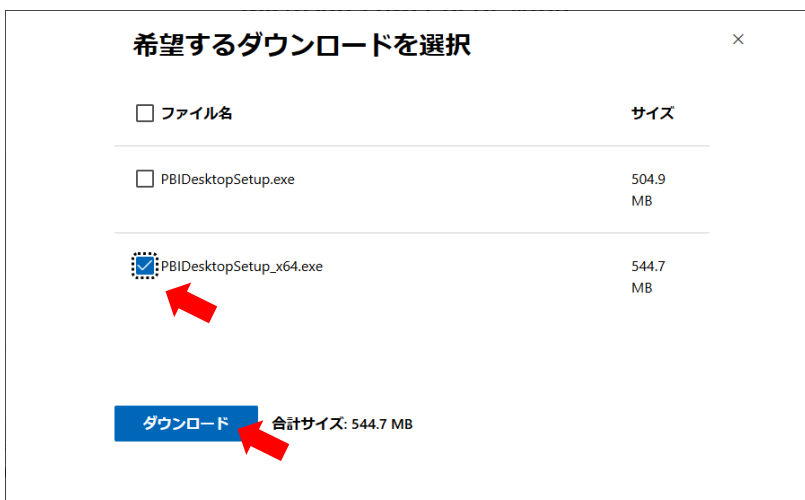 希望するダウンロードを選択
ファイル名 サイズ
PBIDesktopSetup.exe 504.9
MB
PBIDesktopSetup_x64.exe 544.7
MB
ダウンロード 合計サイズ: 544.7 MB